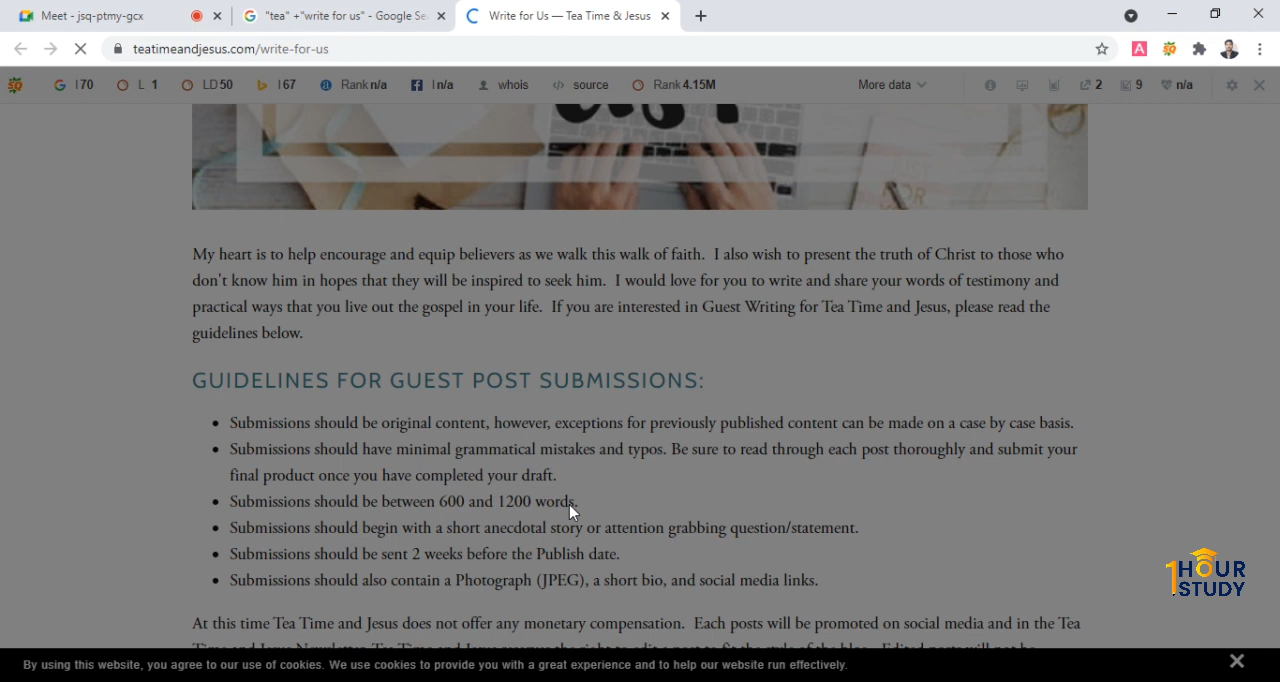 Meet - jsq-ptmy-gcx
"tea" +"write for us" - Google Se
Write for Us — Tea Time & Jesus
teatimeandjesus.com/write-for-us
I 70 L 1 LD 50 I 67 Rank n/a I n/a whois source Rank 4.15M More data 2 9 n/a
My heart is to help encourage and equip believers as we walk this walk of faith. I also wish to present the truth of Christ to those who
don't know him in hopes that they will be inspired to seek him. I would love for you to write and share your words of testimony and
practical ways that you live out the gospel in your life. If you are interested in Guest Writing for Tea Time and Jesus, please read the
guidelines below.
GUIDELINES FOR GUEST POST SUBMISSIONS:
• Submissions should be original content, however, exceptions for previously published content can be made on a case by case basis.
• Submissions should have minimal grammatical mistakes and typos. Be sure to read through each post thoroughly and submit your
final product once you have completed your draft.
• Submissions should be between 600 and 1200 words.
• Submissions should begin with a short anecdotal story or attention grabbing question/statement.
• Submissions should be sent 2 weeks before the Publish date.
• Submissions should also contain a Photograph (JPEG), a short bio, and social media links.
1HOUR
STUDY
At this time Tea Time and Jesus does not offer any monetary compensation. Each posts will be promoted on social media and in the Tea
By using this website, you agree to our use of cookies. We use cookies to provide you with a great experience and to help our website run effectively.